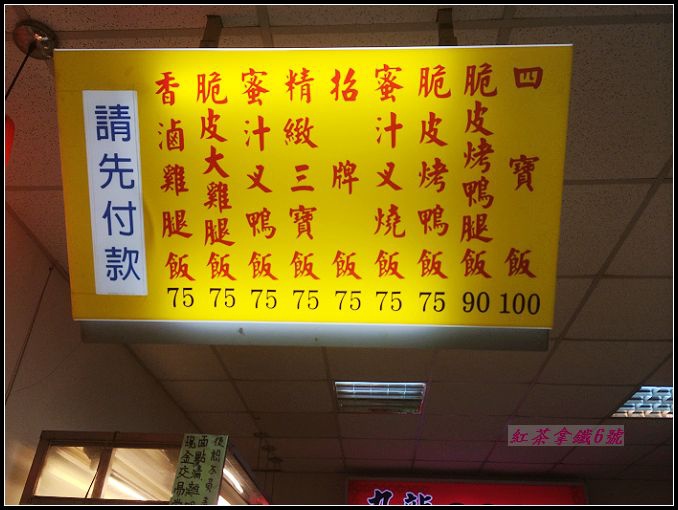 四寶飯 100
脆皮烤鴨腿飯 90
脆皮烤鴨飯 75
蜜汁叉燒飯 75
招牌飯 75
精緻三寶飯 75
蜜汁叉鴨飯 75
脆皮大雞腿飯 75
香滷雞腿飯 75
請先付款
紅茶拿鐵6號
九龍